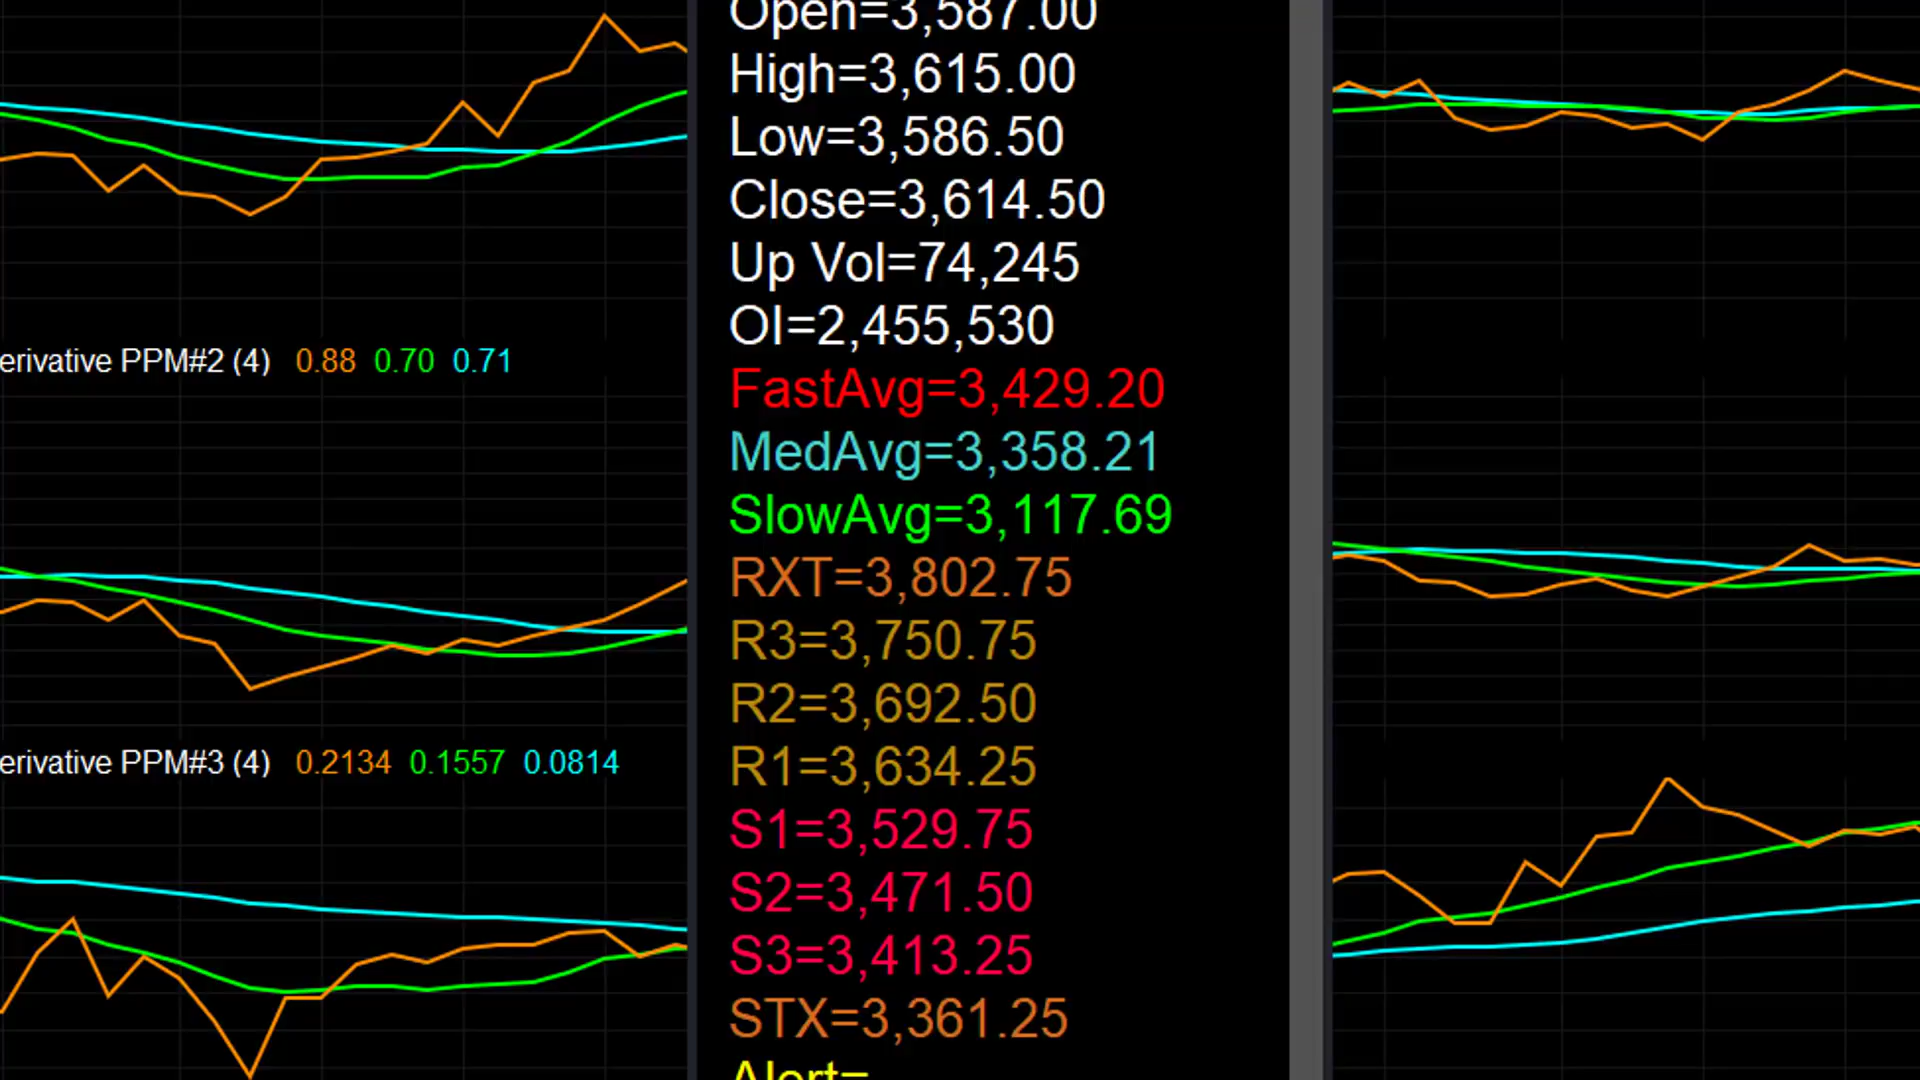 Open=3,587.00
High=3,615.00
Low=3,586.50
Close=3,614.50
Up Vol=74,245
OI=2,455,530
FastAvg=3,429.20
MedAvg=3,358.21
SlowAvg=3,117.69
RXT=3,802.75
R3=3,750.75
R2=3,692.50
R1=3,634.25
S1=3,529.75
S2=3,471.50
S3=3,413.25
STX=3,361.25
Alert=
erivative PPM#2 (4) 0.88 0.70 0.71
erivative PPM#3 (4) 0.2134 0.1557 0.0814